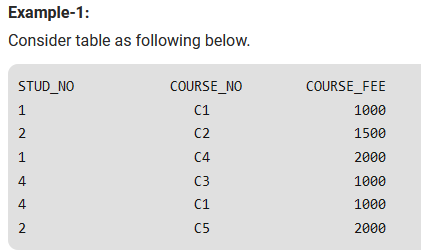 Example-1:
Consider table as following below.
STUD_NO COURSE_NO COURSE_FEE
1 C1 1000
2 C2 1500
1 C4 2000
4 C3 1000
4 C1 1000
2 C5 2000